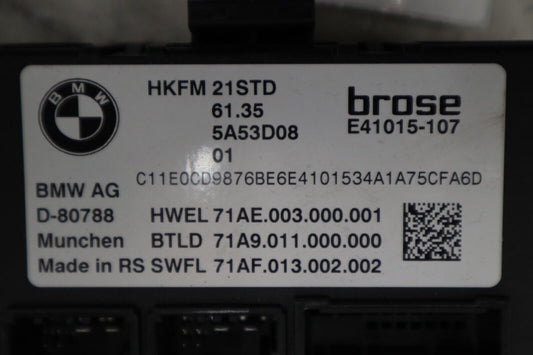 BMW
HKFM 21STD
61.35
5A53D08
01
brose
E41015-107
C11E0CD9876BE6E4101534A1A75CFA6D
BMW AG
D-80788
Munchen
Made in RS
HWEL 71AE.003.000.001
BTLD 71A9.011.000.000
SWFL 71AF.013.002.002